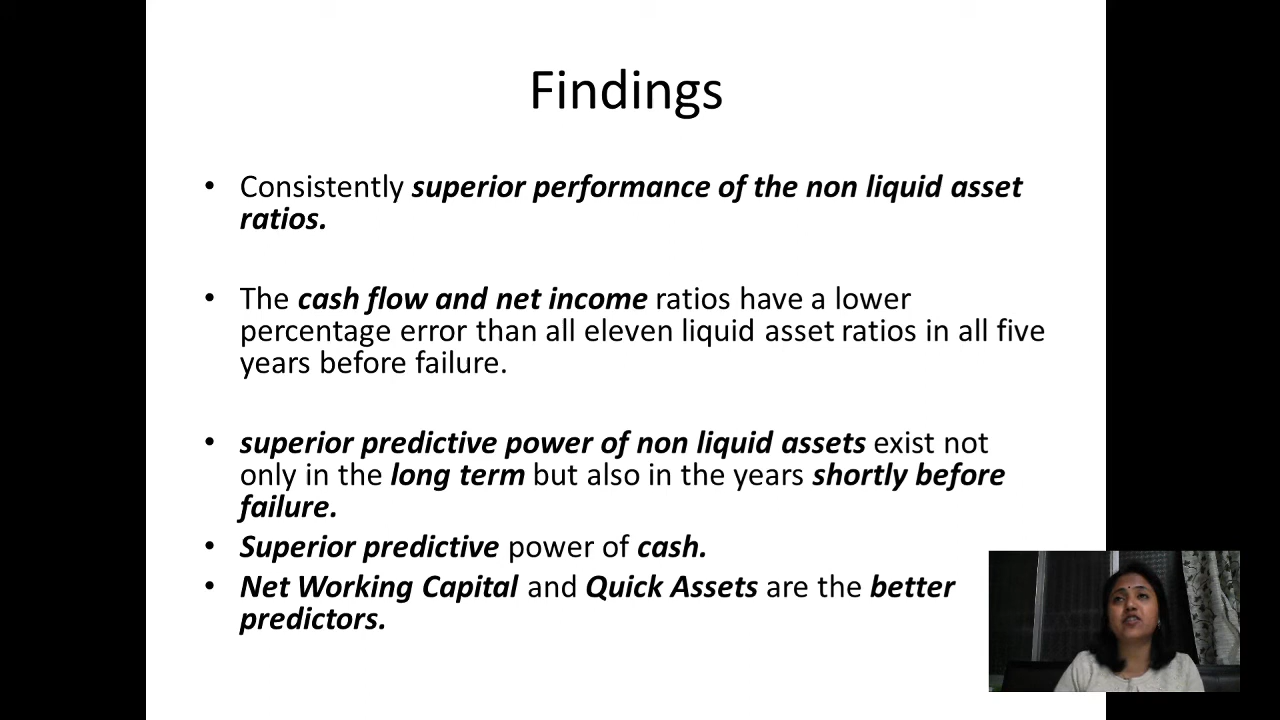 Findings
• Consistently superior performance of the non liquid asset
ratios.
• The cash flow and net income ratios have a lower
percentage error than all eleven liquid asset ratios in all five
years before failure.
• superior predictive power of non liquid assets exist not
only in the long term but also in the years shortly before
failure.
• Superior predictive power of cash.
• Net Working Capital and Quick Assets are the better
predictors.